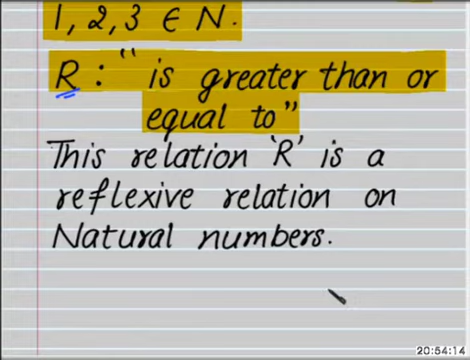 1, 2, 3 ∈ N.
R : "is greater than or
equal to"
This relation 'R' is a
reflexive relation on
Natural numbers.
20:54:14